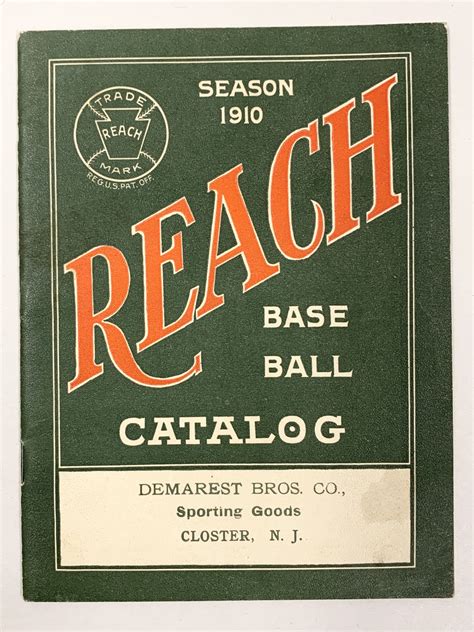 SEASON
1910
TRADE
REACH
MARK
REG.U.S.PAT.OFF.
REACH
BASE
BALL
CATALOG
DEMAREST BROS. CO.,
Sporting Goods
CLOSTER, N. J.